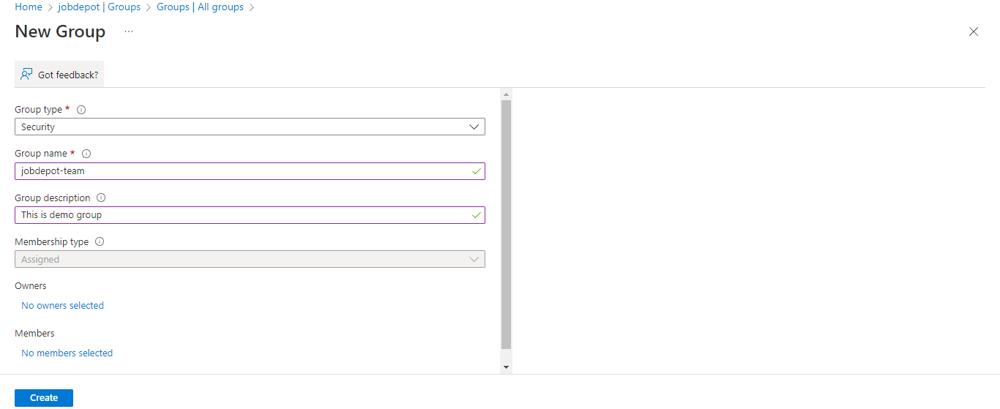 Home > jobdepot | Groups > Groups | All groups >
New Group ...
Got feedback?
Group type *
Security
Group name *
jobdepot-team
Group description
This is demo group
Membership type
Assigned
Owners
No owners selected
Members
No members selected
Create